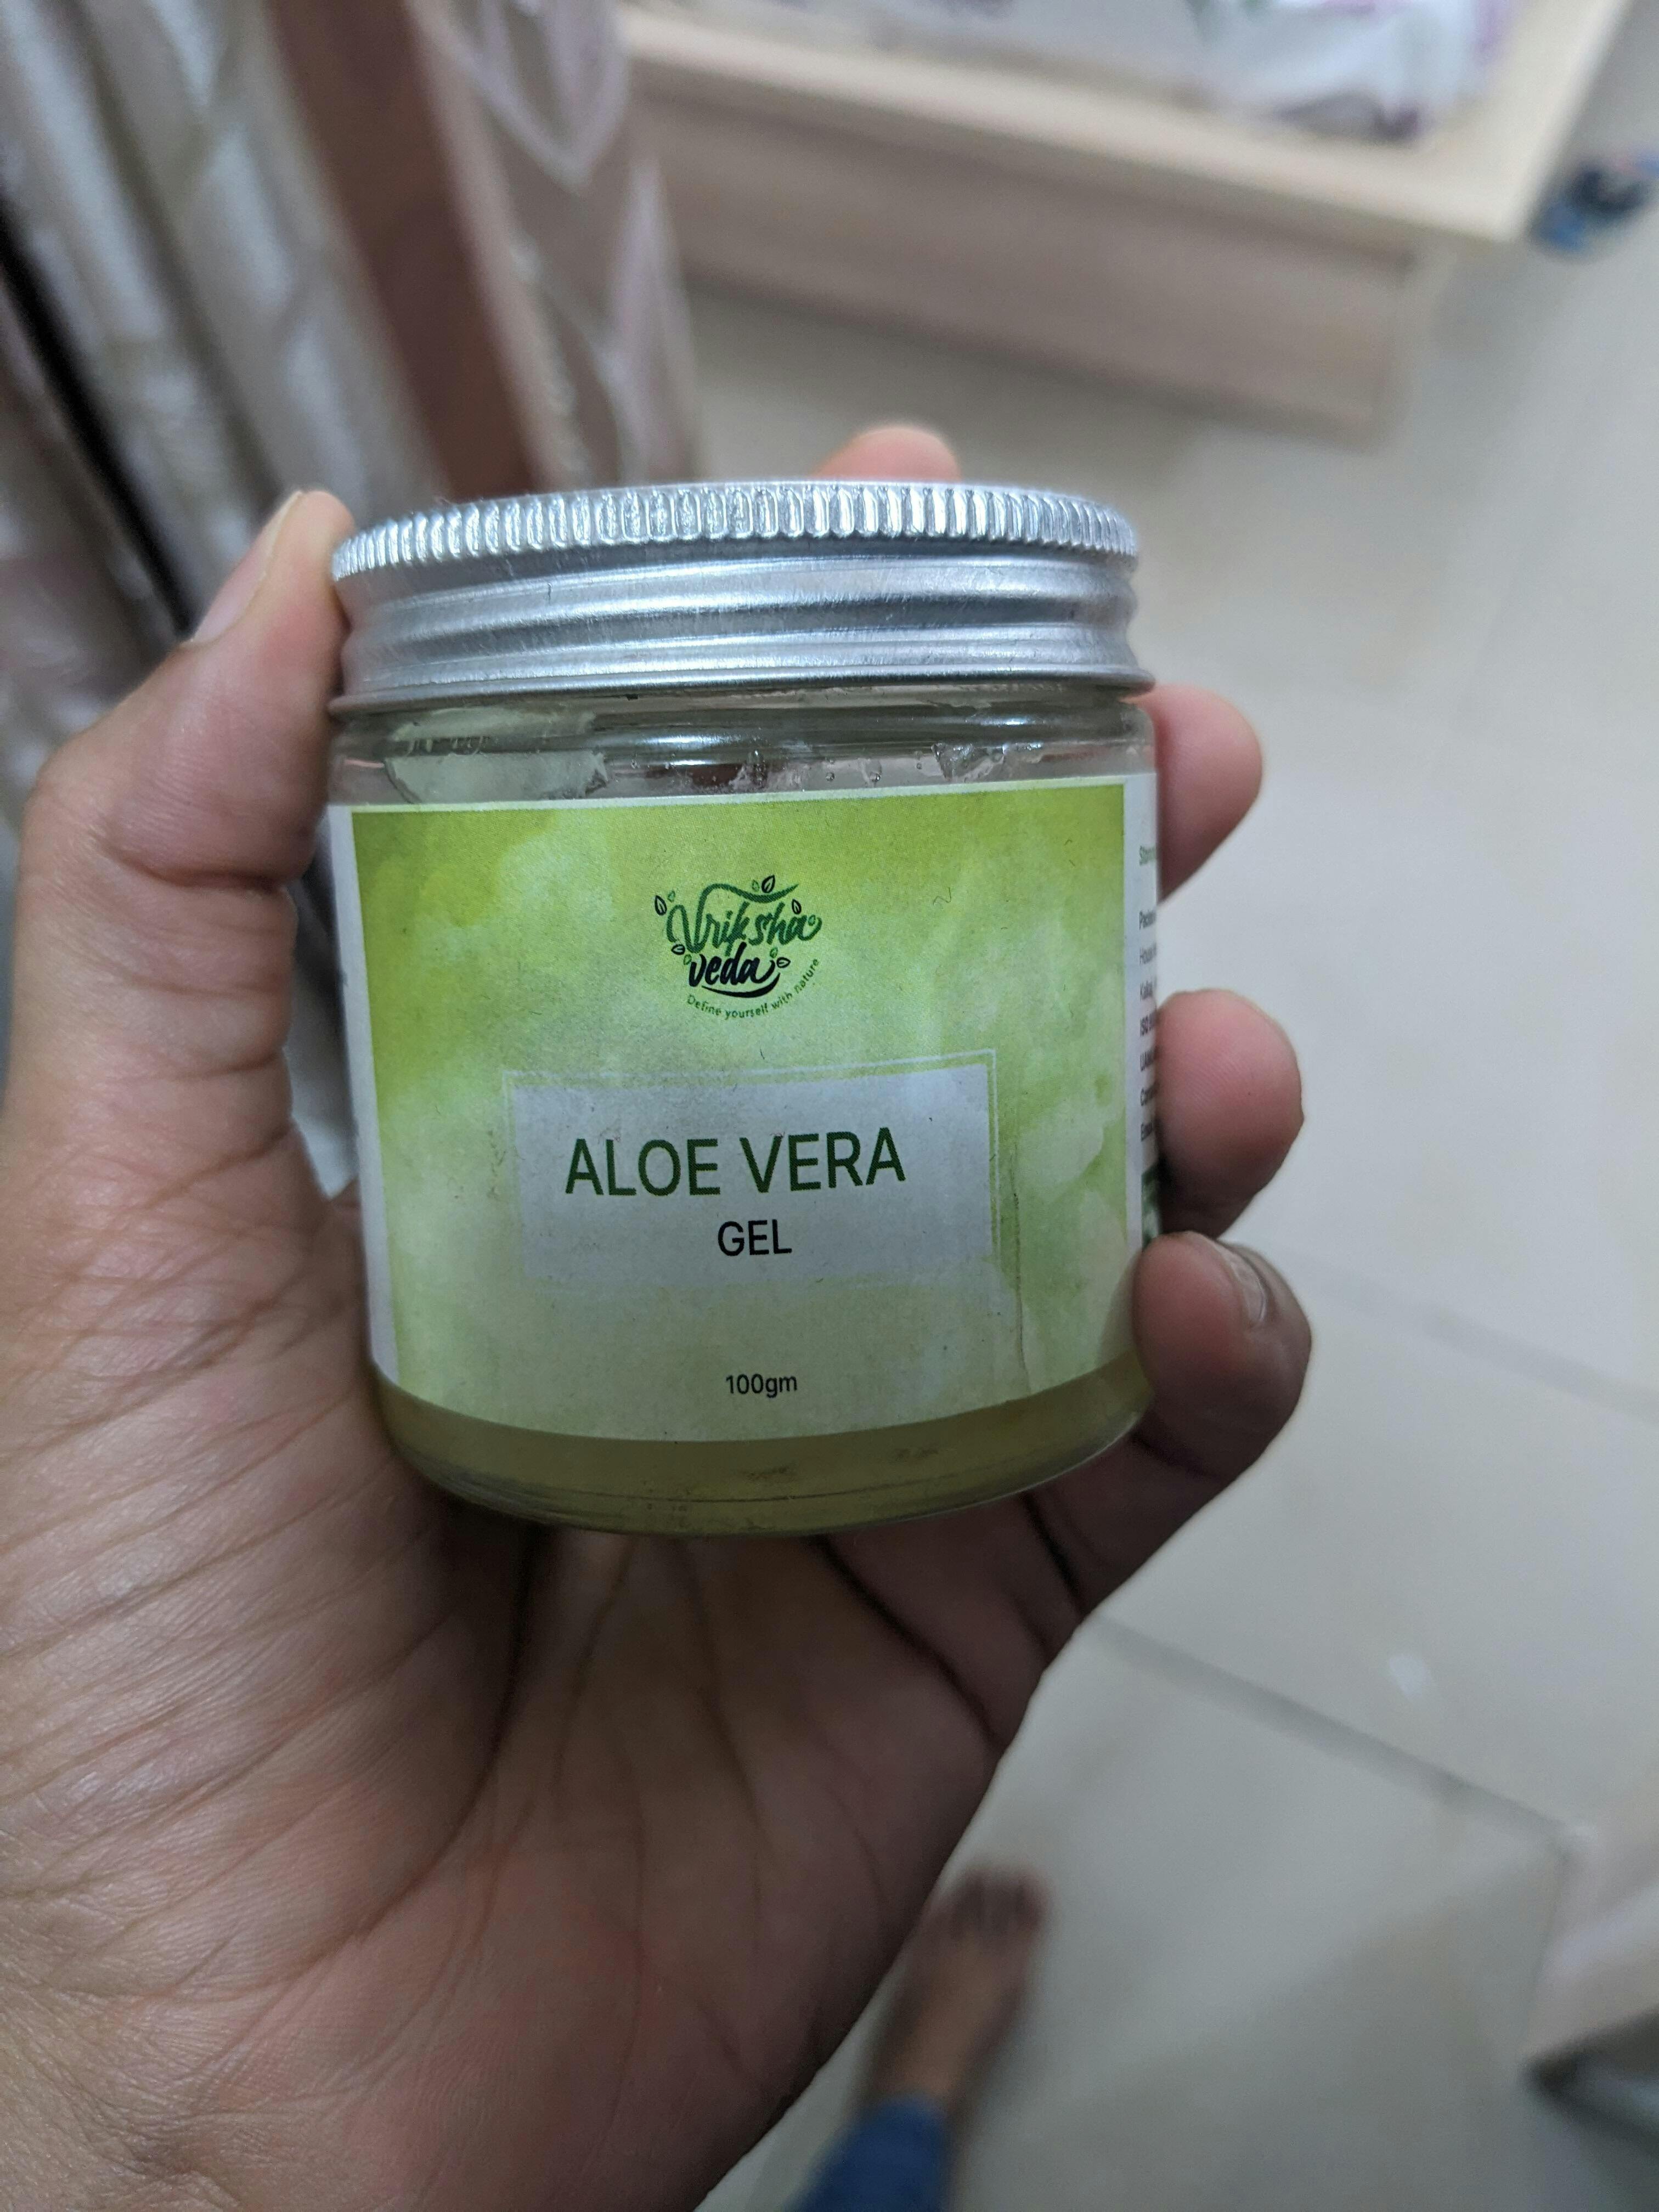 Vriksha
veda
Define yourself with nature
ALOE VERA
GEL
100gm